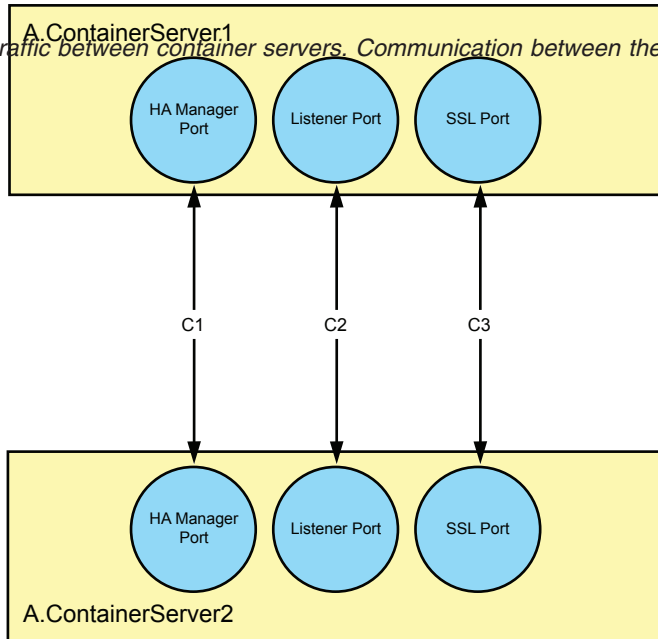 A.ContainerServer1
raffic between container servers. Communication between the
HA Manager
Port
Listener Port
SSL Port
C1
C2
C3
HA Manager
Port
Listener Port
SSL Port
A.ContainerServer2